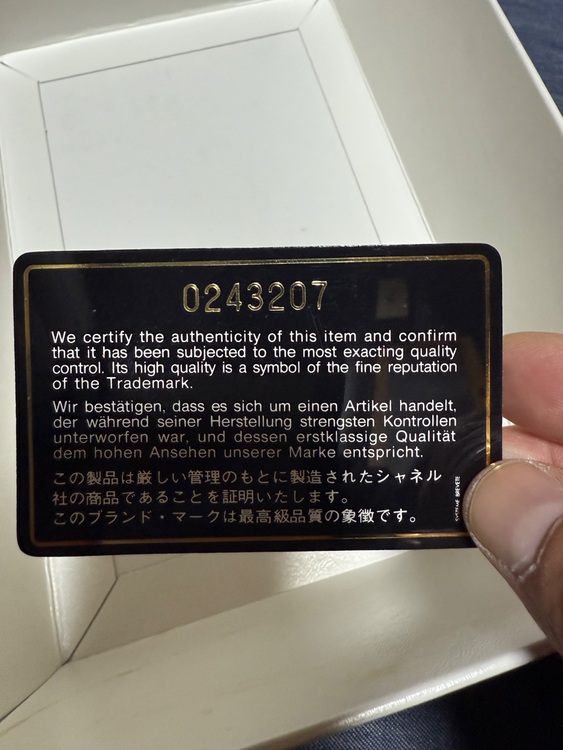 0243207
We certify the authenticity of this item and confirm
that it has been subjected to the most exacting quality
control. Its high quality is a symbol of the fine reputation
of the Trademark.
Wir bestätigen, dass es sich um einen Artikel handelt,
der während seiner Herstellung strengsten Kontrollen
unterworfen war, und dessen erstklassige Qualität
dem hohen Ansehen unserer Marke entspricht.
この製品は厳しい管理のもとに製造されたシャネル
社の商品であることを証明いたします。
このブランド・マークは最高級品質の象徴です。